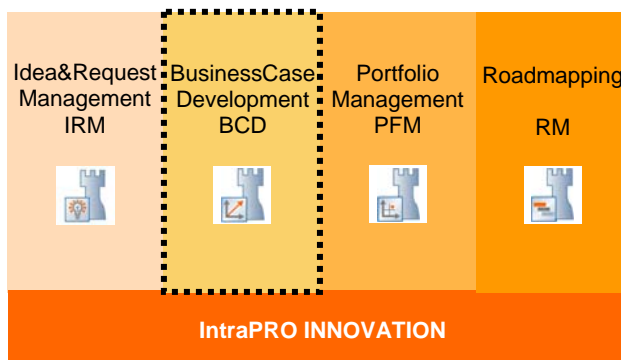 Idea&Request
Management
IRM
BusinessCase
Development
BCD
Portfolio
Management
PFM
Roadmapping
RM
IntraPRO INNOVATION